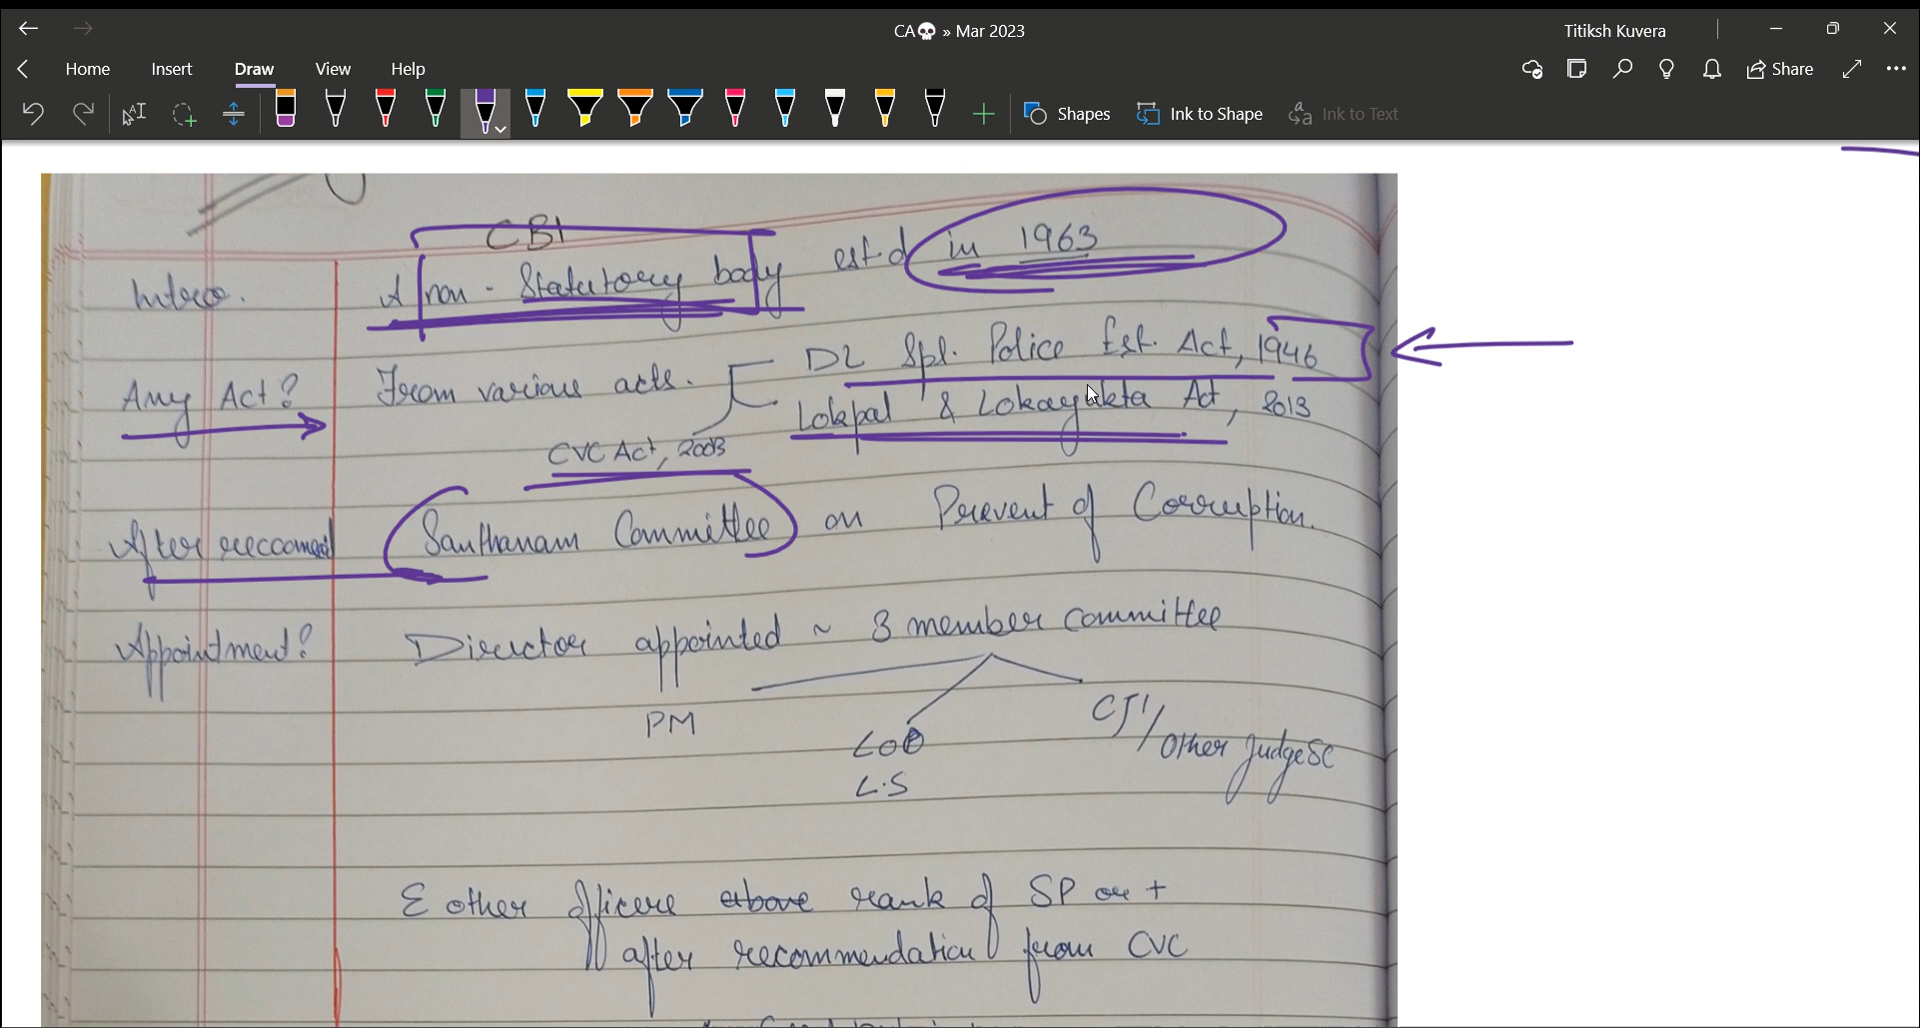 CA💀 » Mar 2023
Titiksh Kuvera
Home Insert Draw View Help
Share
Shapes Ink to Shape Ink to Text
CBI
Intro. A non - Statutory body est.d in 1963
Any Act? From various acts. DL Spl. Police Est. Act, 1946
Lokpal & Lokayukta Act, 2013
CVC Act, 2003
After reccomend Santhanam Committee on Prevent of Corruption.
Appointment? Director appointed ~ 3 member committee
PM
LOP
L.S
CJI/
Other Judge SC
& other officers above rank of SP or +
after recommendation from CVC